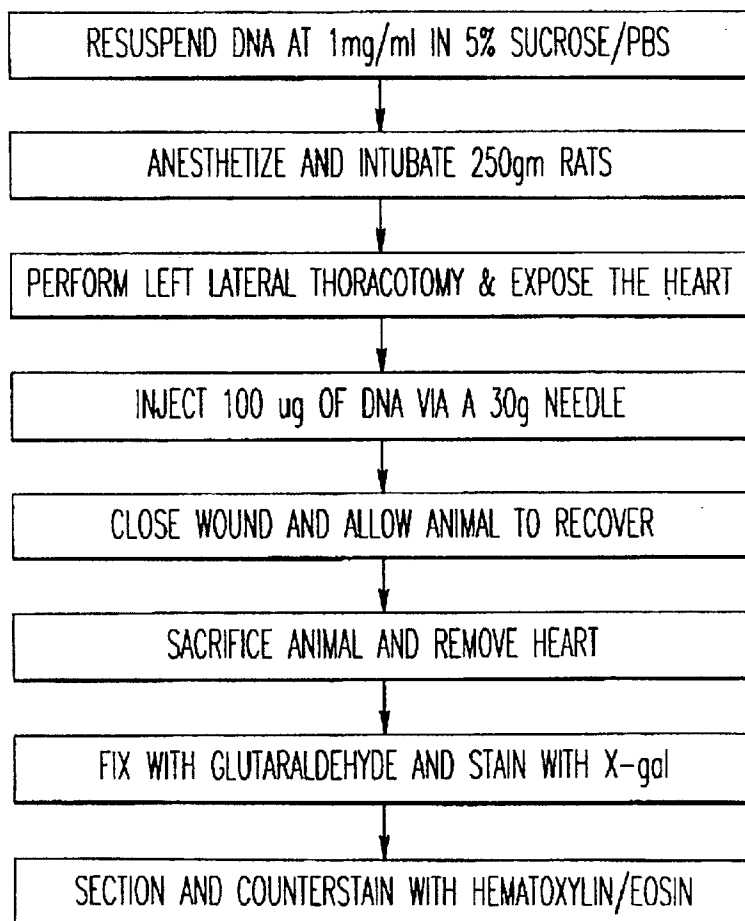 RESUSPEND DNA AT 1mg/ml IN 5% SUCROSE/PBS
ANESTHETIZE AND INTUBATE 250gm RATS
PERFORM LEFT LATERAL THORACOTOMY & EXPOSE THE HEART
INJECT 100 ug OF DNA VIA A 30g NEEDLE
CLOSE WOUND AND ALLOW ANIMAL TO RECOVER
SACRIFICE ANIMAL AND REMOVE HEART
FIX WITH GLUTARALDEHYDE AND STAIN WITH X-gal
SECTION AND COUNTERSTAIN WITH HEMATOXYLIN/EOSIN